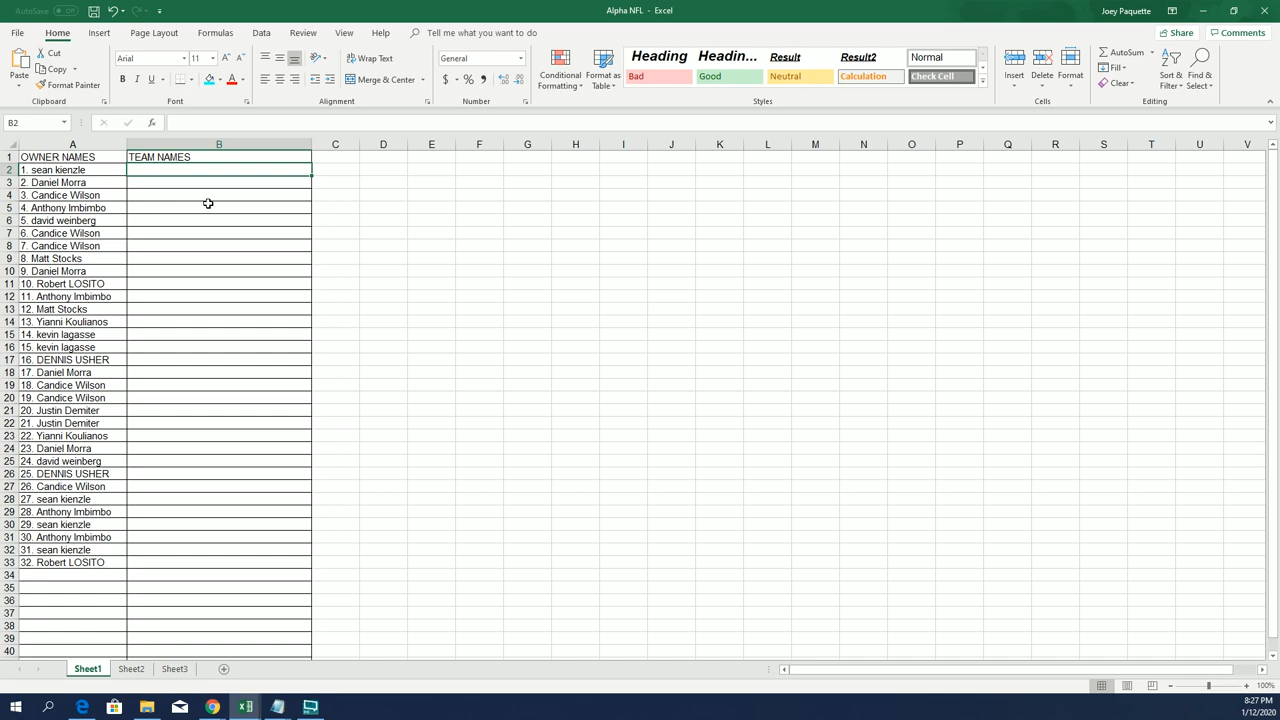 AutoSave Off Alpha NFL - Excel Joey Paquette
File Home Insert Page Layout Formulas Data Review View Help Tell me what you want to do Share Comments
Paste Cut Copy Format Painter Clipboard
Arial 11 A A B I U A Font
Wrap Text Merge & Center Alignment
General $ % , Number
Conditional Formatting Format as Table
Heading Headin... Result Result2 Normal
Bad Good Neutral Calculation Check Cell
Styles
Insert Delete Format Cells
AutoSum Fill Clear Sort & Filter Find & Select Editing
B2 fx
A B C D E F G H I J K L M N O P Q R S T U V
1 OWNER NAMES TEAM NAMES
2 1. sean kienzle
3 2. Daniel Morra
4 3. Candice Wilson
5 4. Anthony Imbimbo
6 5. david weinberg
7 6. Candice Wilson
8 7. Candice Wilson
9 8. Matt Stocks
10 9. Daniel Morra
11 10. Robert LOSITO
12 11. Anthony Imbimbo
13 12. Matt Stocks
14 13. Yianni Koulianos
15 14. kevin lagasse
16 15. kevin lagasse
17 16. DENNIS USHER
18 17. Daniel Morra
19 18. Candice Wilson
20 19. Candice Wilson
21 20. Justin Demiter
22 21. Justin Demiter
23 22. Yianni Koulianos
24 23. Daniel Morra
25 24. david weinberg
26 25. DENNIS USHER
27 26. Candice Wilson
28 27. sean kienzle
29 28. Anthony Imbimbo
30 29. sean kienzle
31 30. Anthony Imbimbo
32 31. sean kienzle
33 32. Robert LOSITO
34
35
36
37
38
39
40
Sheet1 Sheet2 Sheet3
100%
8:27 PM
1/12/2020